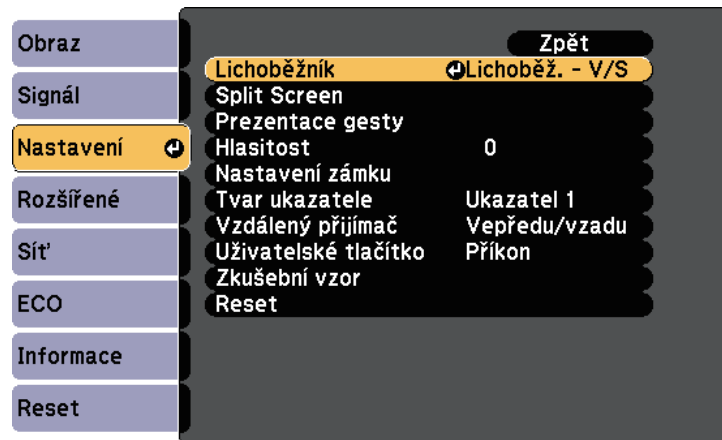 Obraz
Signál
Nastavení
Rozšířené
Síť
ECO
Informace
Reset
Zpět
Lichoběžník Lichoběž. - V/S
Split Screen
Prezentace gesty
Hlasitost 0
Nastavení zámku
Tvar ukazatele Ukazatel 1
Vzdálený přijímač Vepředu/vzadu
Uživatelské tlačítko Příkon
Zkušební vzor
Reset